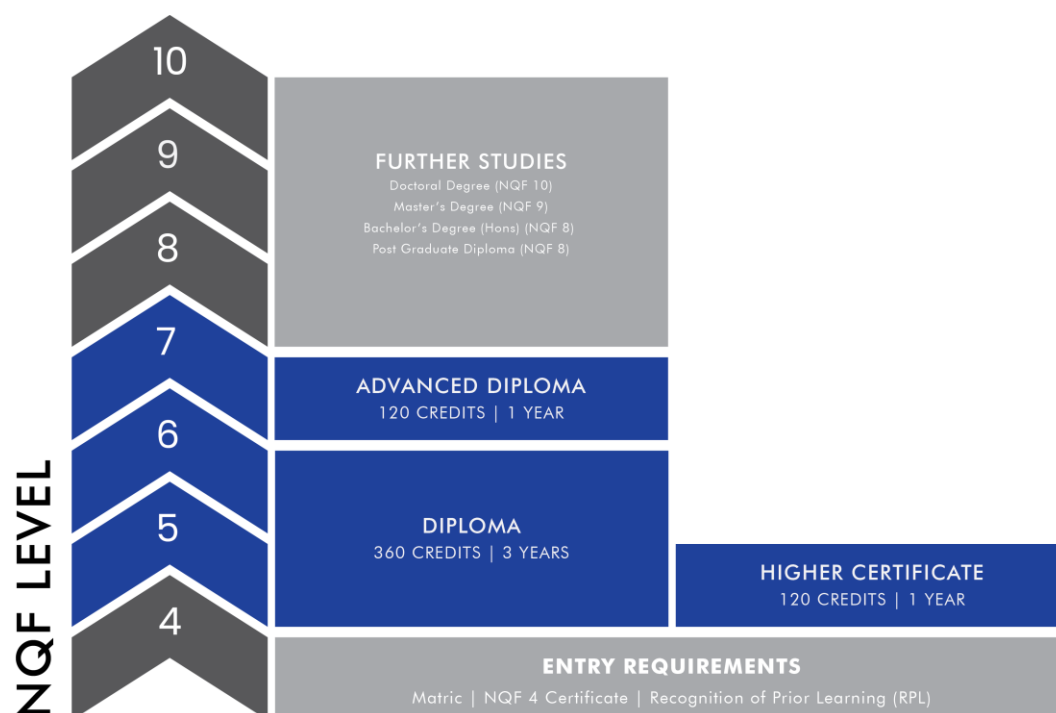 10
9
8
7
6
5
4
NQF LEVEL
FURTHER STUDIES
Doctoral Degree (NQF 10)
Master's Degree (NQF 9)
Bachelor's Degree (Hons) (NQF 8)
Post Graduate Diploma (NQF 8)
ADVANCED DIPLOMA
120 CREDITS | 1 YEAR
DIPLOMA
360 CREDITS | 3 YEARS
HIGHER CERTIFICATE
120 CREDITS | 1 YEAR
ENTRY REQUIREMENTS
Matric | NQF 4 Certificate | Recognition of Prior Learning (RPL)